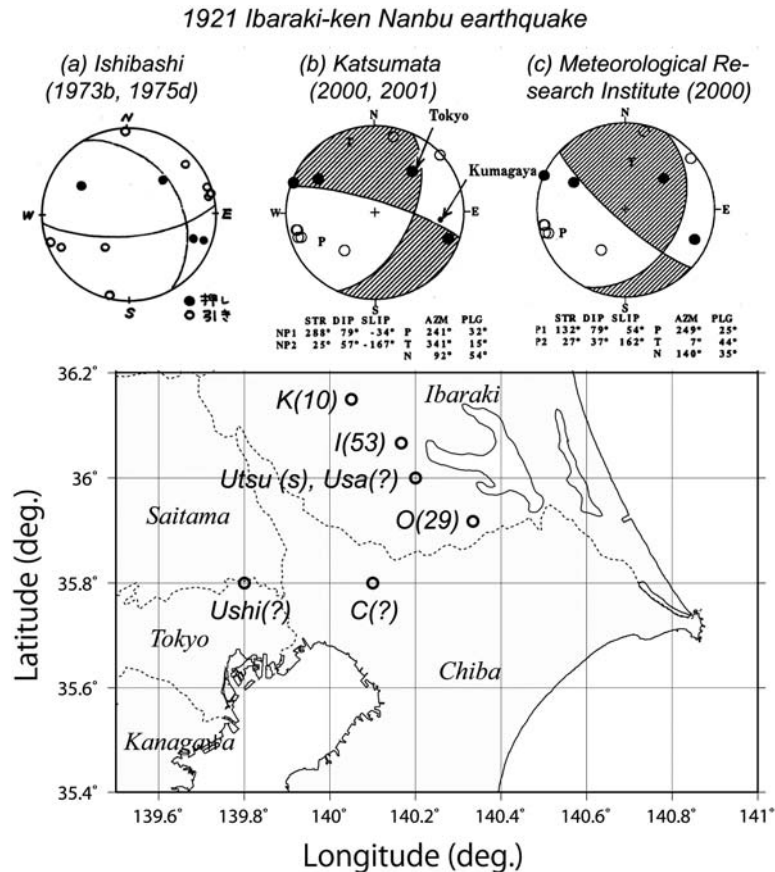 1921 Ibaraki-ken Nanbu earthquake
(a) Ishibashi
(1973b, 1975d)
N
W
E
S
押し
引き
(b) Katsumata
(2000, 2001)
N
T
Tokyo
Kumagaya
W
E
P
S
STR DIP SLIP AZM PLG
NP1 288° 79° -34° P 241° 32°
NP2 25° 57° -167° T 341° 15°
N 92° 54°
(c) Meteorological Re-
search Institute (2000)
N
T
W
E
P
S
STR DIP SLIP AZM PLG
P1 132° 79° 54° P 249° 25°
P2 27° 37° 162° T 7° 44°
N 140° 35°
36.2°
36°
35.8°
35.6°
35.4°
Latitude (deg.)
K(10)
Ibaraki
I(53)
Utsu (s), Usa(?)
Saitama
O(29)
Ushi(?)
C(?)
Tokyo
Chiba
Kanagawa
139.6°
139.8°
140°
140.2°
140.4°
140.6°
140.8°
141°
Longitude (deg.)